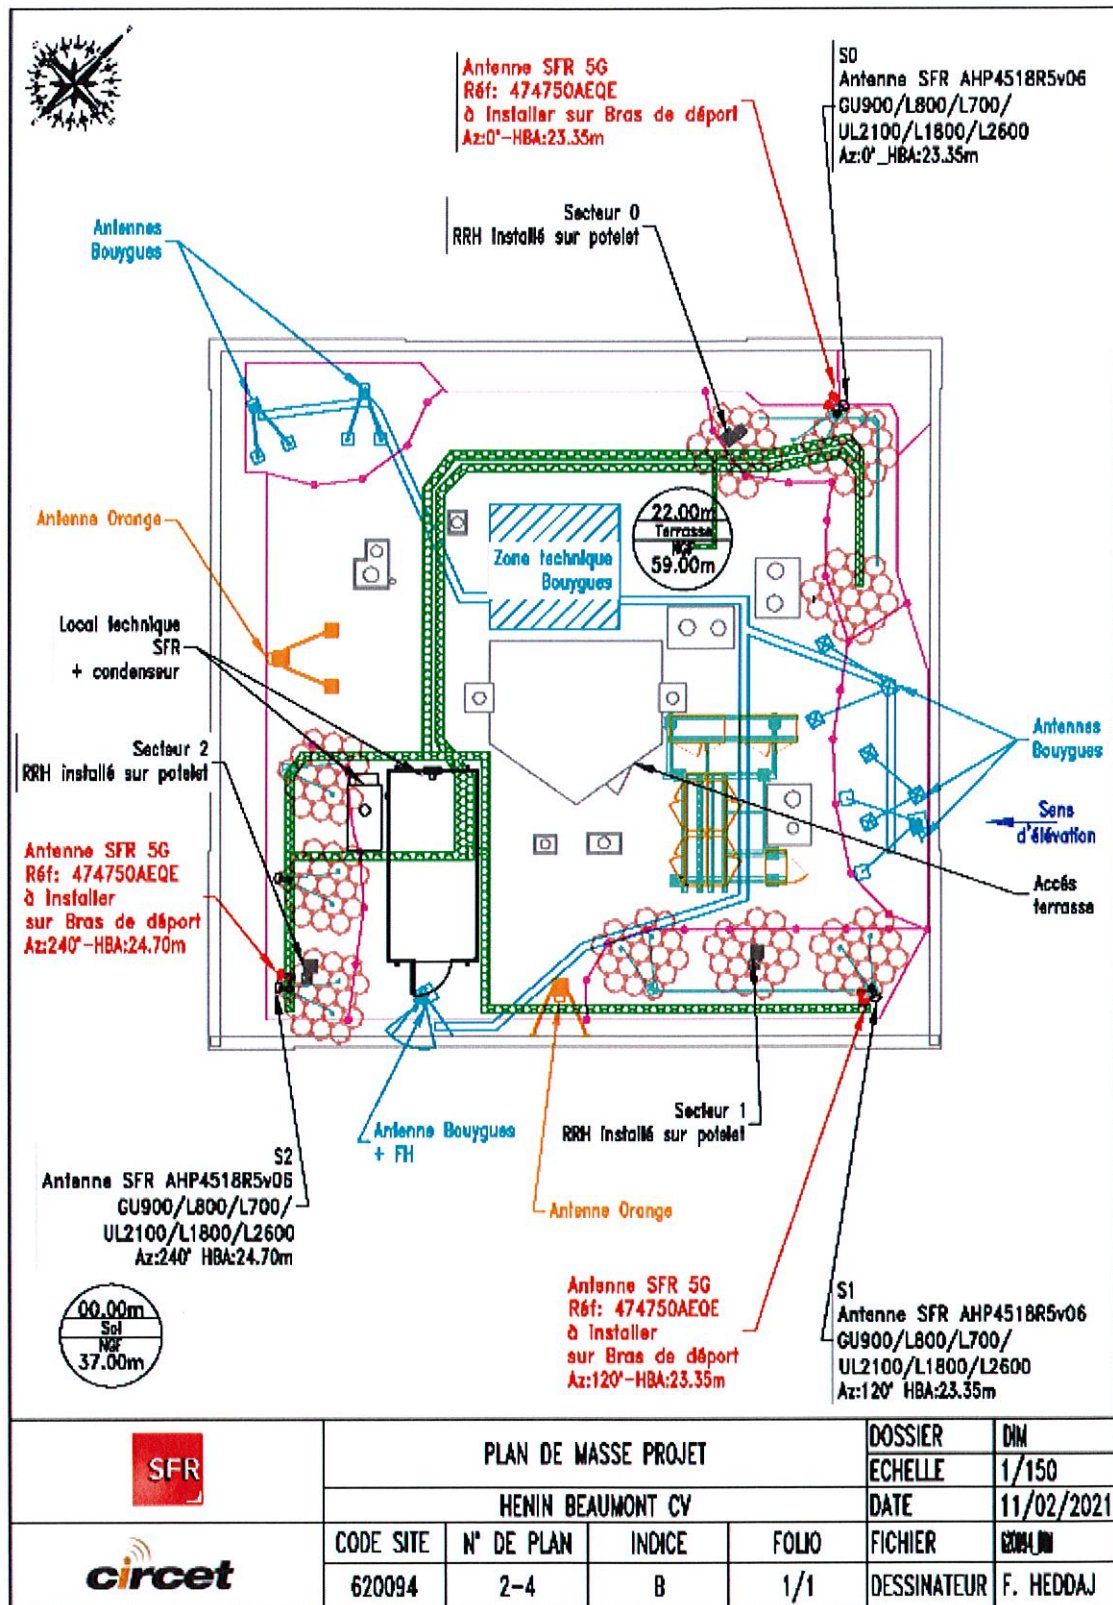 Antenne SFR 5G
Réf: 474750AEQE
à Installer sur Bras de déport
Az:0°-HBA:23.35m
S0
Antenne SFR AHP4518R5v06
GU900/L800/L700/
UL2100/L1800/L2600
Az:0°_HBA:23.35m
Secteur 0
RRH Installé sur potelet
Antennes
Bouygues
22.00m
Terrasse
NGF
59.00m
Antenne Orange
Zone technique
Bouygues
Local technique
SFR
+ condenseur
Secteur 2
RRH installé sur potelet
Antennes
Bouygues
Sens
d'élévation
Antenne SFR 5G
Réf: 474750AEQE
à Installer
sur Bras de déport
Az:240°-HBA:24.70m
Accés
terrasse
Secteur 1
RRH Installé sur potelet
Antenne Bouygues
+ FH
S2
Antenne SFR AHP4518R5v06
GU900/L800/L700/
UL2100/L1800/L2600
Az:240° HBA:24.70m
Antenne Orange
00.00m
Sol
NGF
37.00m
Antenne SFR 5G
Réf: 474750AEQE
à Installer
sur Bras de déport
Az:120°-HBA:23.35m
S1
Antenne SFR AHP4518R5v06
GU900/L800/L700/
UL2100/L1800/L2600
Az:120° HBA:23.35m
SFR
PLAN DE MASSE PROJET
DOSSIER DIM
ECHELLE 1/150
HENIN BEAUMONT CV
DATE 11/02/2021
circet
CODE SITE N° DE PLAN INDICE FOLIO FICHIER
620094 2-4 B 1/1 DESSINATEUR F. HEDDAJ